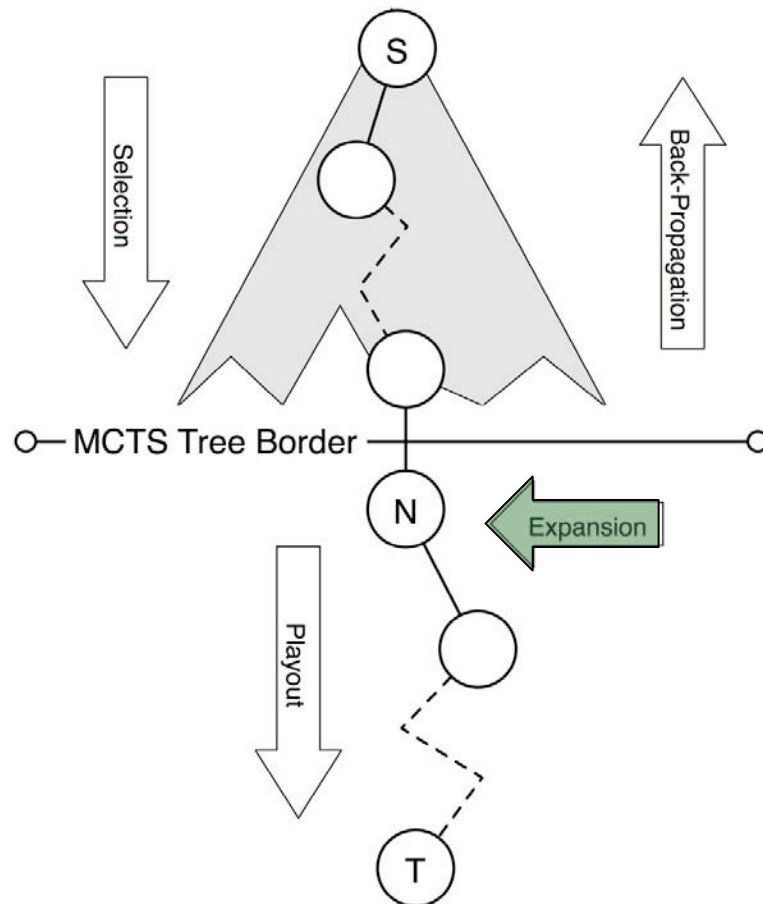 S
Selection
Back-Propagation
MCTS Tree Border
N
Expansion
Playout
T